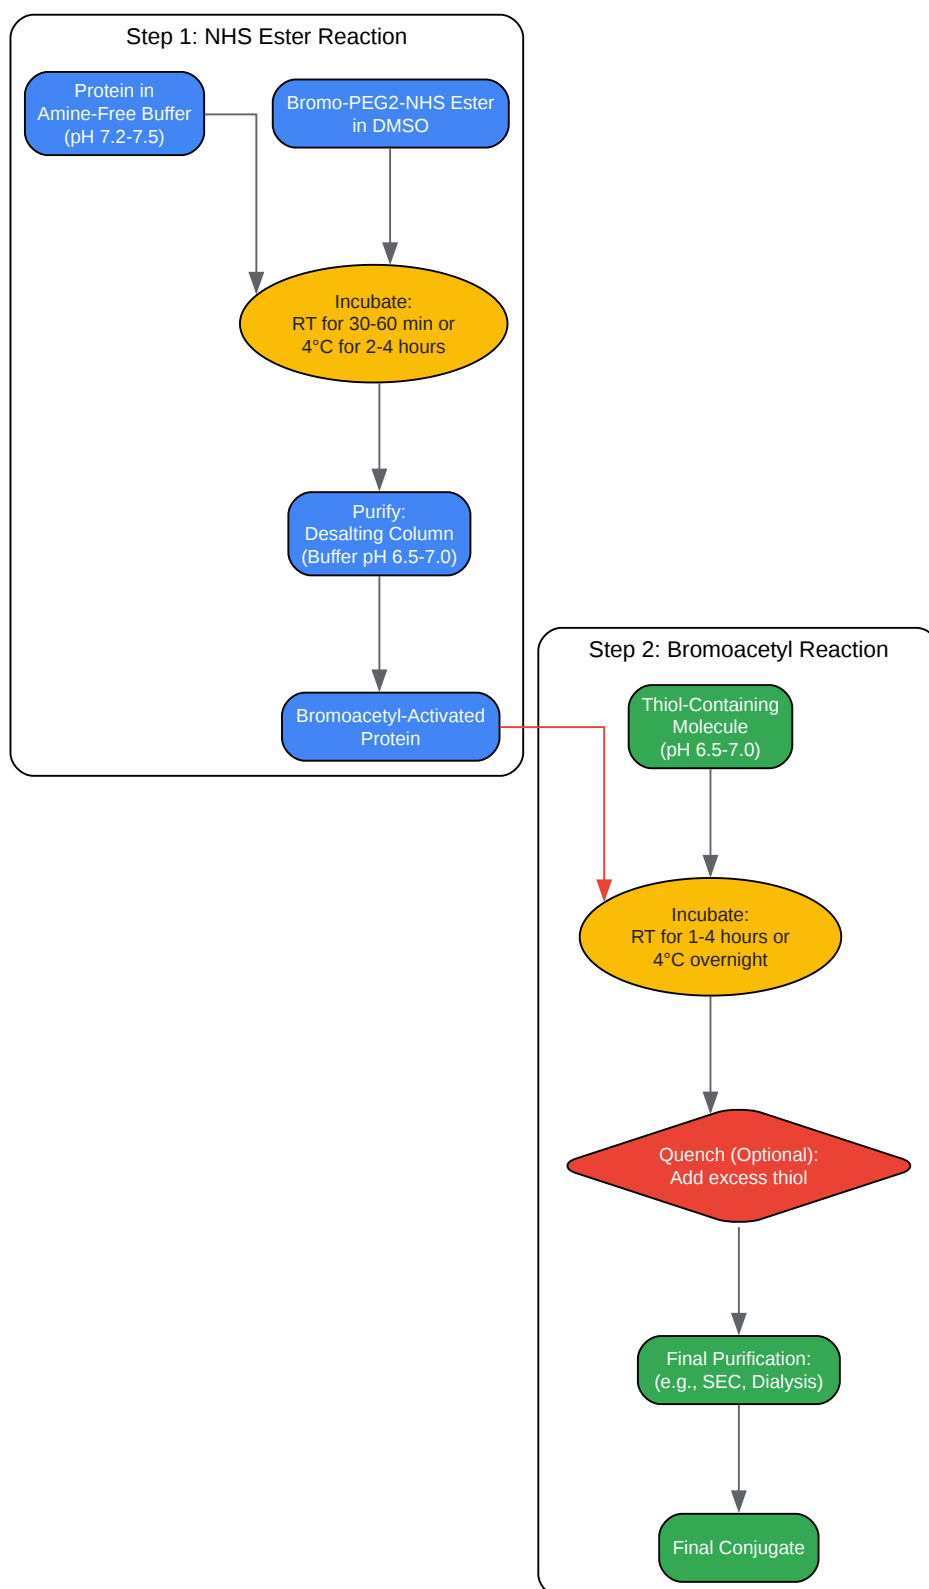 Step 1: NHS Ester Reaction
Protein in
Amine-Free Buffer
(pH 7.2-7.5)
Bromo-PEG2-NHS Ester
in DMSO
Incubate:
RT for 30-60 min or
4°C for 2-4 hours
Purify:
Desalting Column
(Buffer pH 6.5-7.0)
Bromoacetyl-Activated
Protein
Step 2: Bromoacetyl Reaction
Thiol-Containing
Molecule
(pH 6.5-7.0)
Incubate:
RT for 1-4 hours or
4°C overnight
Quench (Optional):
Add excess thiol
Final Purification:
(e.g., SEC, Dialysis)
Final Conjugate